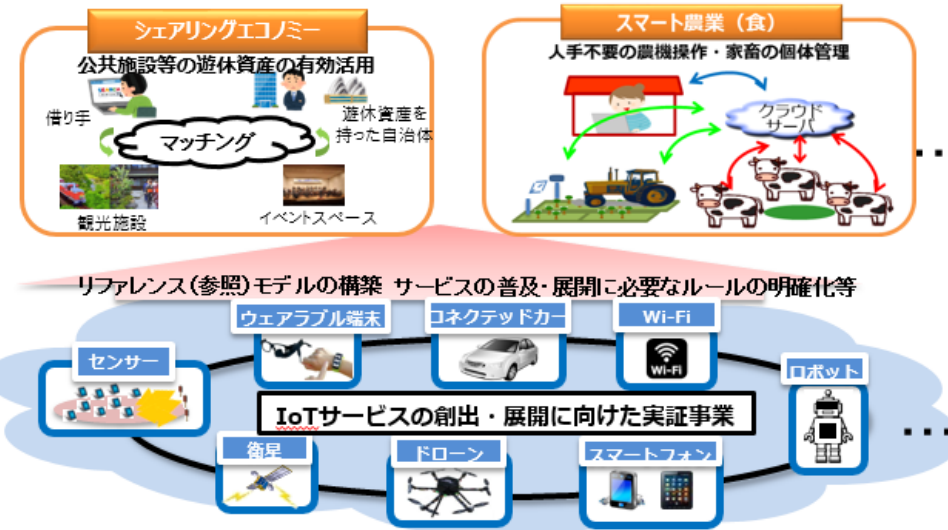 シェアリングエコノミー
公共施設等の遊休資産の有効活用
借り手
遊休資産を
持った自治体
マッチング
観光施設
イベントスペース
スマート農業（食）
人手不要の農機操作・家畜の個体管理
クラウド
サーバ
・・・
リファレンス(参照)モデルの構築 サービスの普及・展開に必要なルールの明確化等
ウェアラブル端末
コネクテッドカー
Wi-Fi
Wi-Fi
センサー
ロボット
IoTサービスの創出・展開に向けた実証事業
・・・
衛星
ドローン
スマートフォン